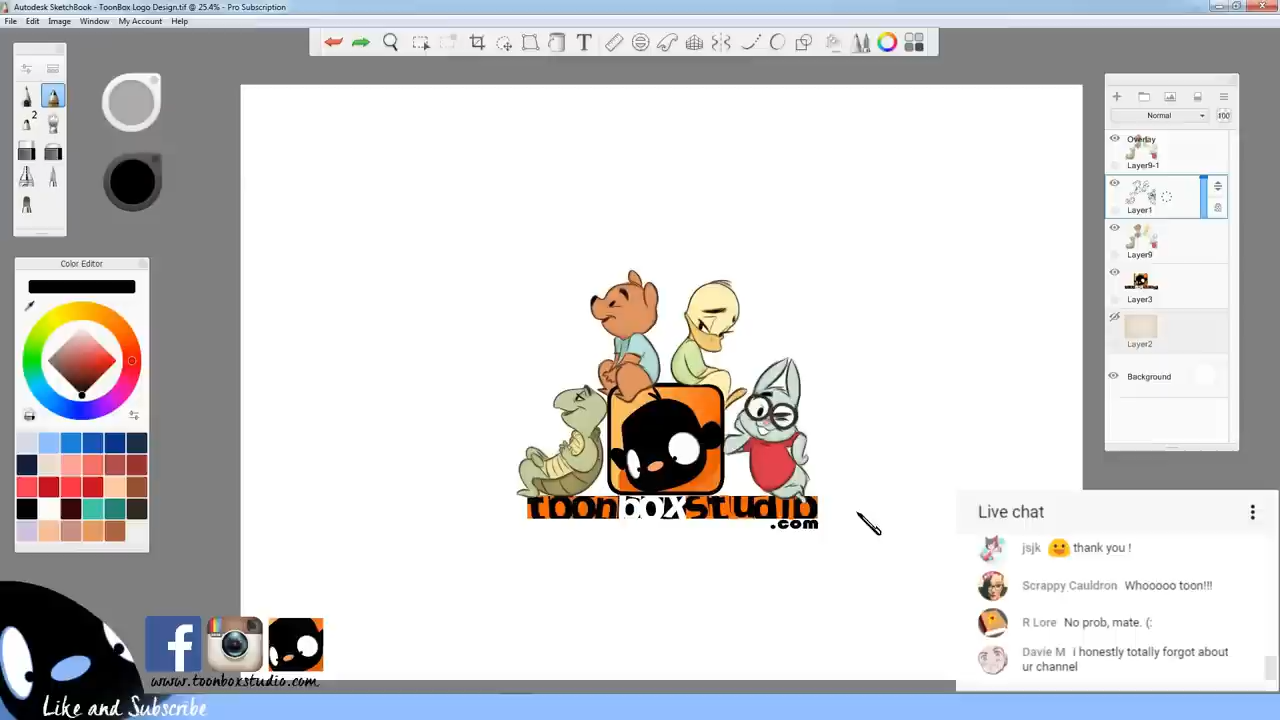 Autodesk SketchBook - ToonBox Logo Design.tif @ 25.4% - Pro Subscription
File Edit Image Window My Account Help
T
2
Color Editor
Normal
100
Overlay
Layer9-1
Layer1
Layer9
Layer3
Layer2
Background
toonboxstudio
.com
Live chat
jsjk thank you !
Scrappy Cauldron Whooooo toon!!!
R Lore No prob, mate. (:
Davie M i honestly totally forgot about
ur channel
f
www.toonboxstudio.com
Like and Subscribe